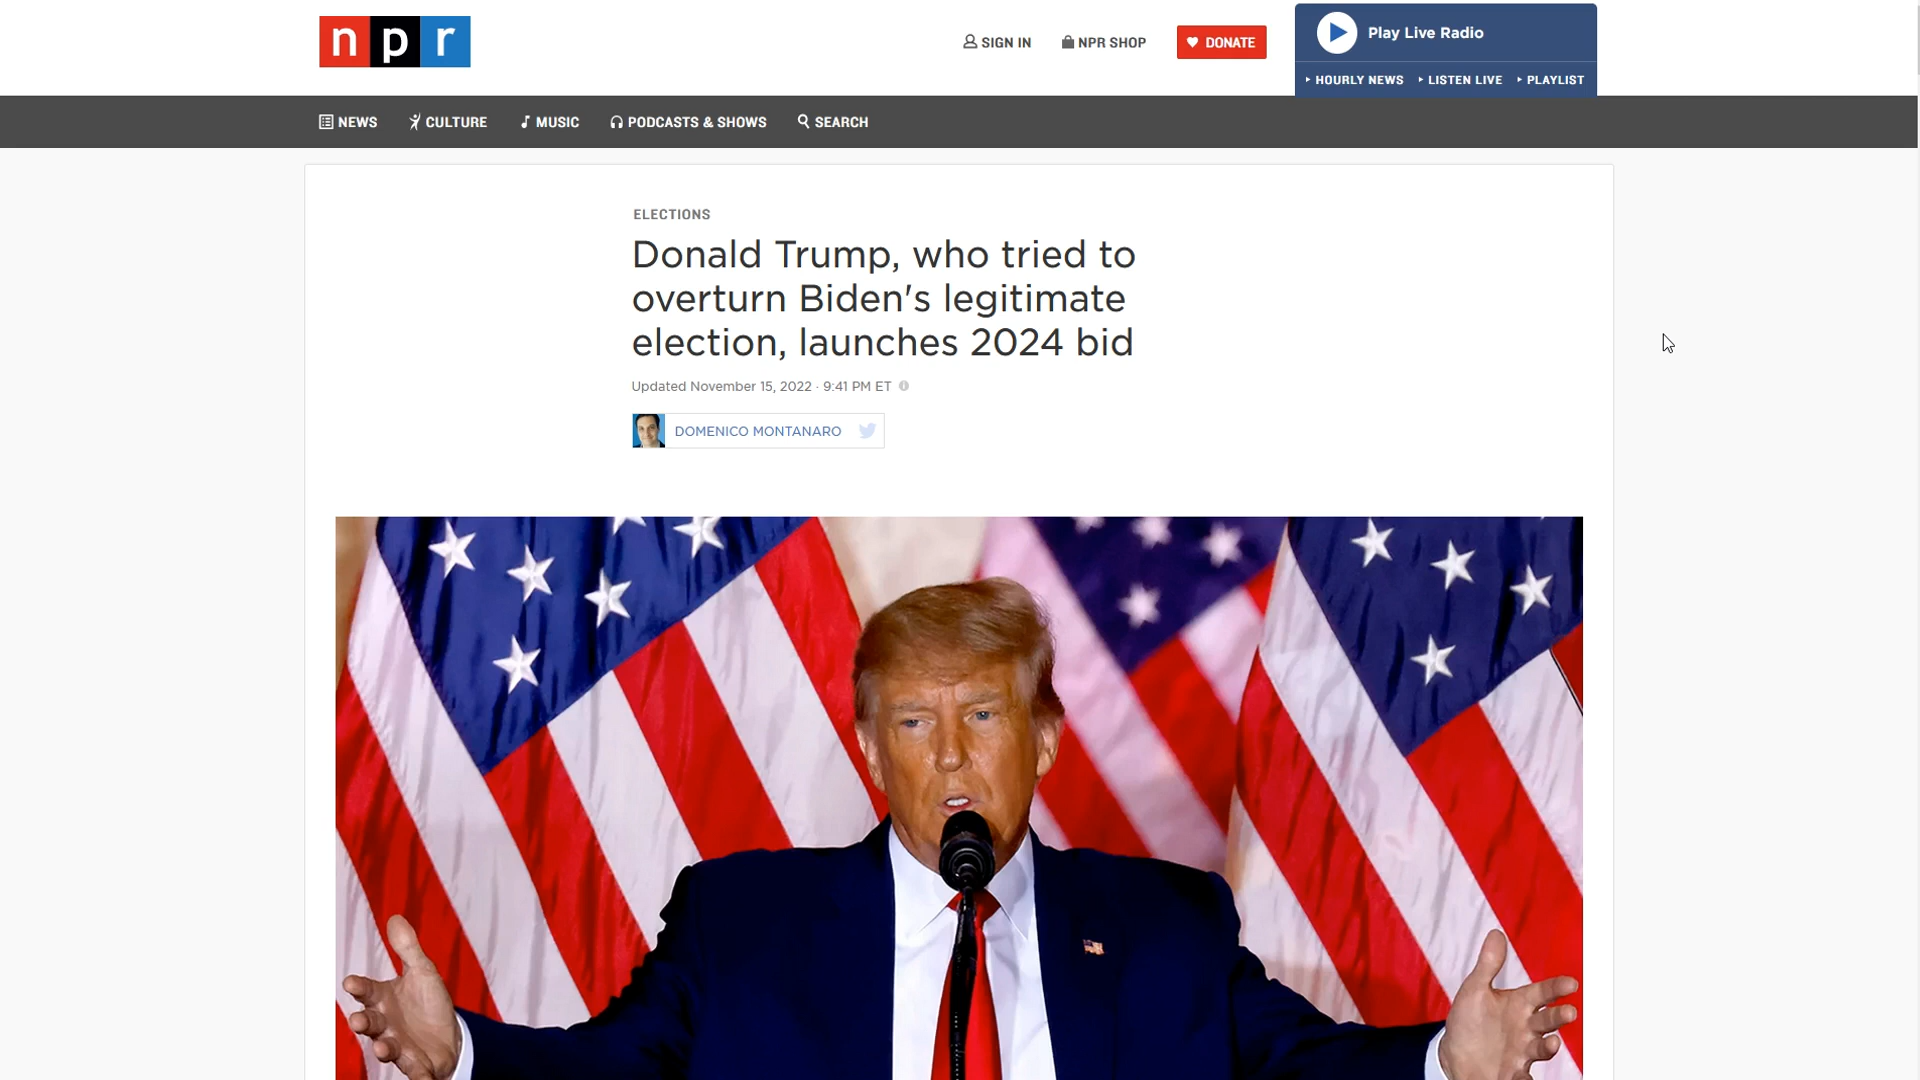 npr
SIGN IN
NPR SHOP
DONATE
Play Live Radio
HOURLY NEWS
LISTEN LIVE
PLAYLIST
NEWS
CULTURE
MUSIC
PODCASTS & SHOWS
SEARCH
ELECTIONS
Donald Trump, who tried to
overturn Biden's legitimate
election, launches 2024 bid
Updated November 15, 2022 · 9:41 PM ET
DOMENICO MONTANARO